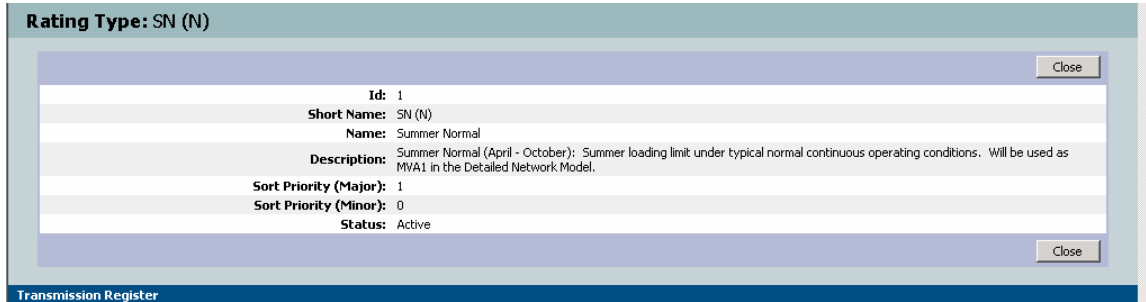 Rating Type: SN (N)
Close
Id: 1
Short Name: SN (N)
Name: Summer Normal
Description: Summer Normal (April - October): Summer loading limit under typical normal continuous operating conditions. Will be used as
MVA1 in the Detailed Network Model.
Sort Priority (Major): 1
Sort Priority (Minor): 0
Status: Active
Close
Transmission Register